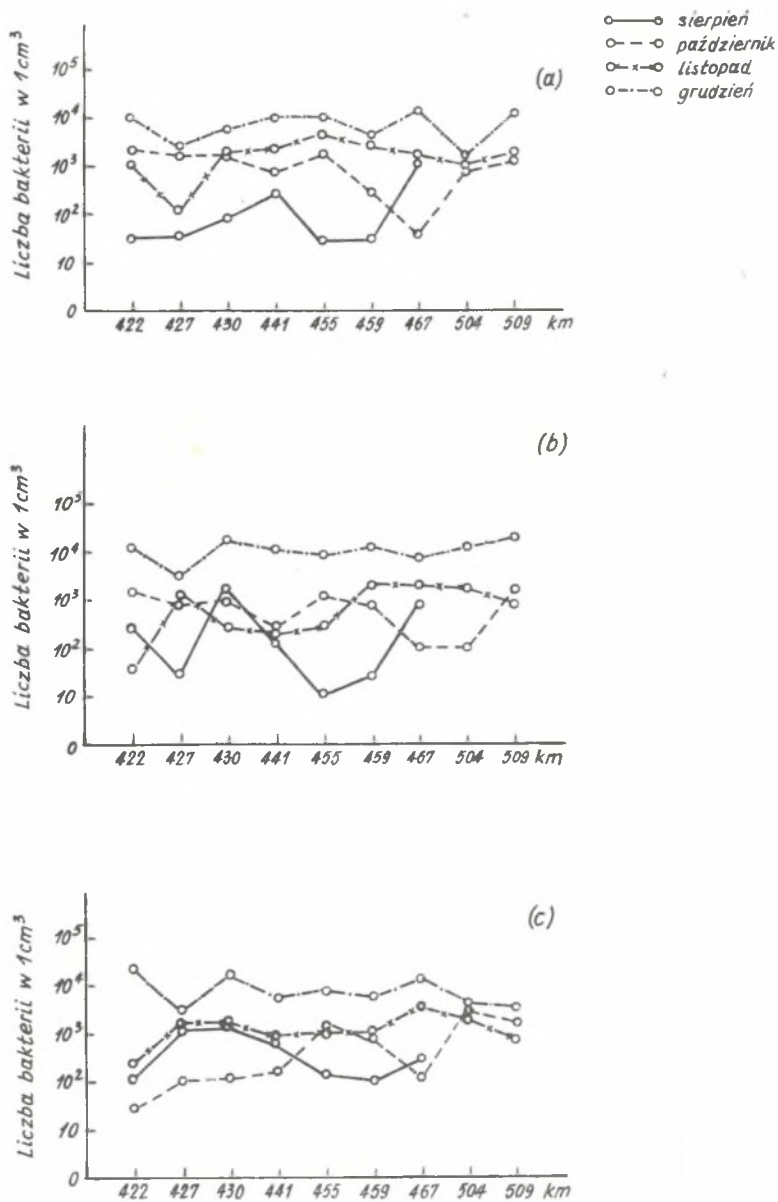 sierpień
październik
listopad
grudzień
(a)
Liczba bakterii w 1cm³
10⁵
10⁴
10³
10²
10
0
422 427 430 441 455 459 467 504 509 km
(b)
Liczba bakterii w 1cm³
10⁵
10⁴
10³
10²
10
0
422 427 430 441 455 459 467 504 509 km
(c)
Liczba bakterii w 1cm³
10⁵
10⁴
10³
10²
10
0
422 427 430 441 455 459 467 504 509 km